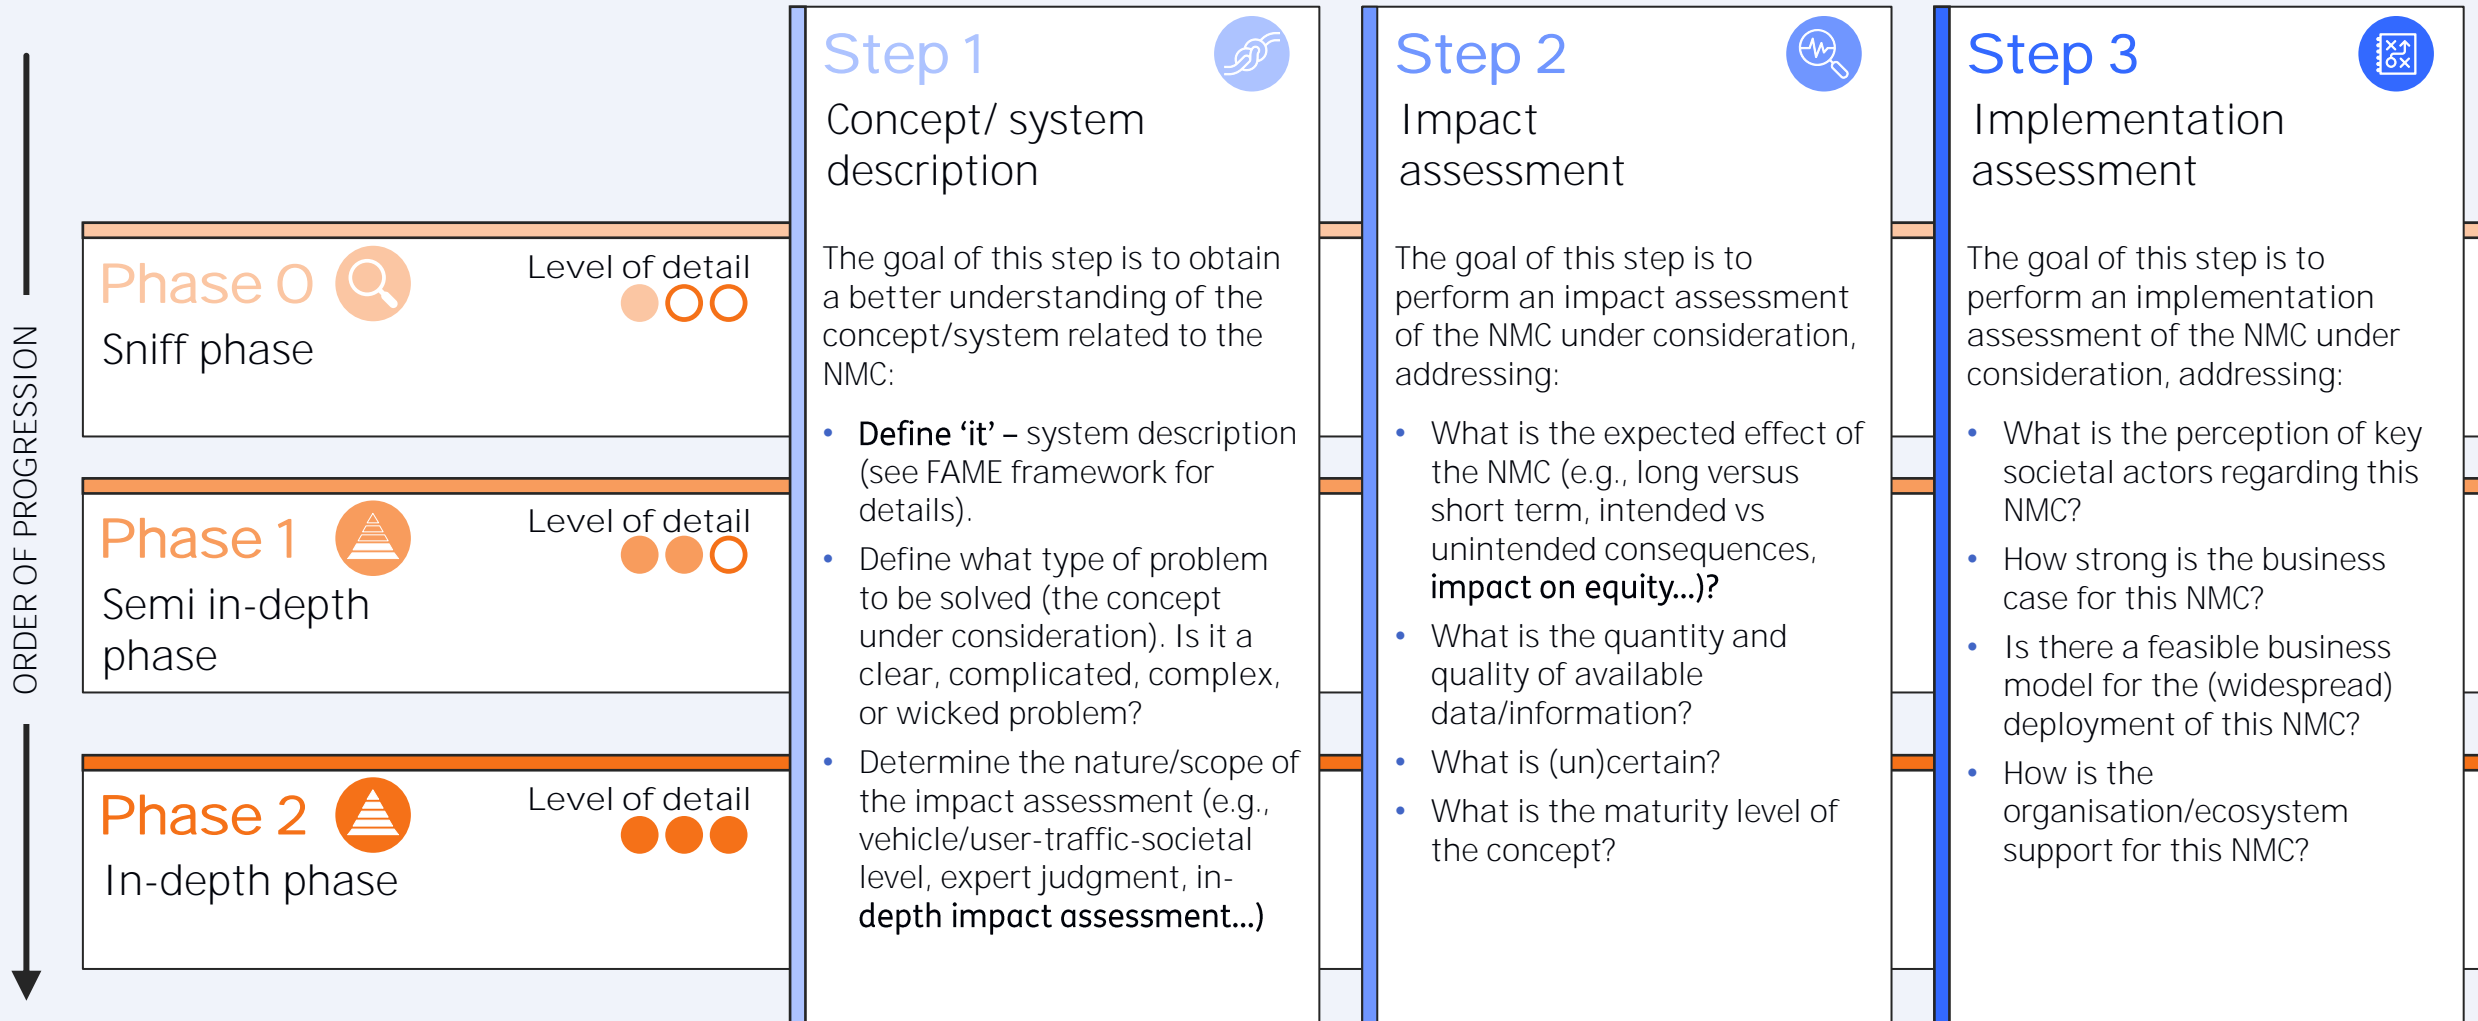 ORDER OF PROGRESSION
Phase 0
Level of detail
Sniff phase
Phase 1
Level of detail
Semi in-depth
phase
Phase 2
Level of detail
In-depth phase
Step 1
Concept/ system
description
The goal of this step is to obtain
a better understanding of the
concept/system related to the
NMC:
• Define ‘it’ – system description
(see FAME framework for
details).
• Define what type of problem
to be solved (the concept
under consideration). Is it a
clear, complicated, complex,
or wicked problem?
• Determine the nature/scope of
the impact assessment (e.g.,
vehicle/user-traffic-societal
level, expert judgment, in-
depth impact assessment…)
Step 2
Impact
assessment
The goal of this step is to
perform an impact assessment
of the NMC under consideration,
addressing:
• What is the expected effect of
the NMC (e.g., long versus
short term, intended vs
unintended consequences,
impact on equity…)?
• What is the quantity and
quality of available
data/information?
• What is (un)certain?
• What is the maturity level of
the concept?
Step 3
Implementation
assessment
The goal of this step is to
perform an implementation
assessment of the NMC under
consideration, addressing:
• What is the perception of key
societal actors regarding this
NMC?
• How strong is the business
case for this NMC?
• Is there a feasible business
model for the (widespread)
deployment of this NMC?
• How is the
organisation/ecosystem
support for this NMC?